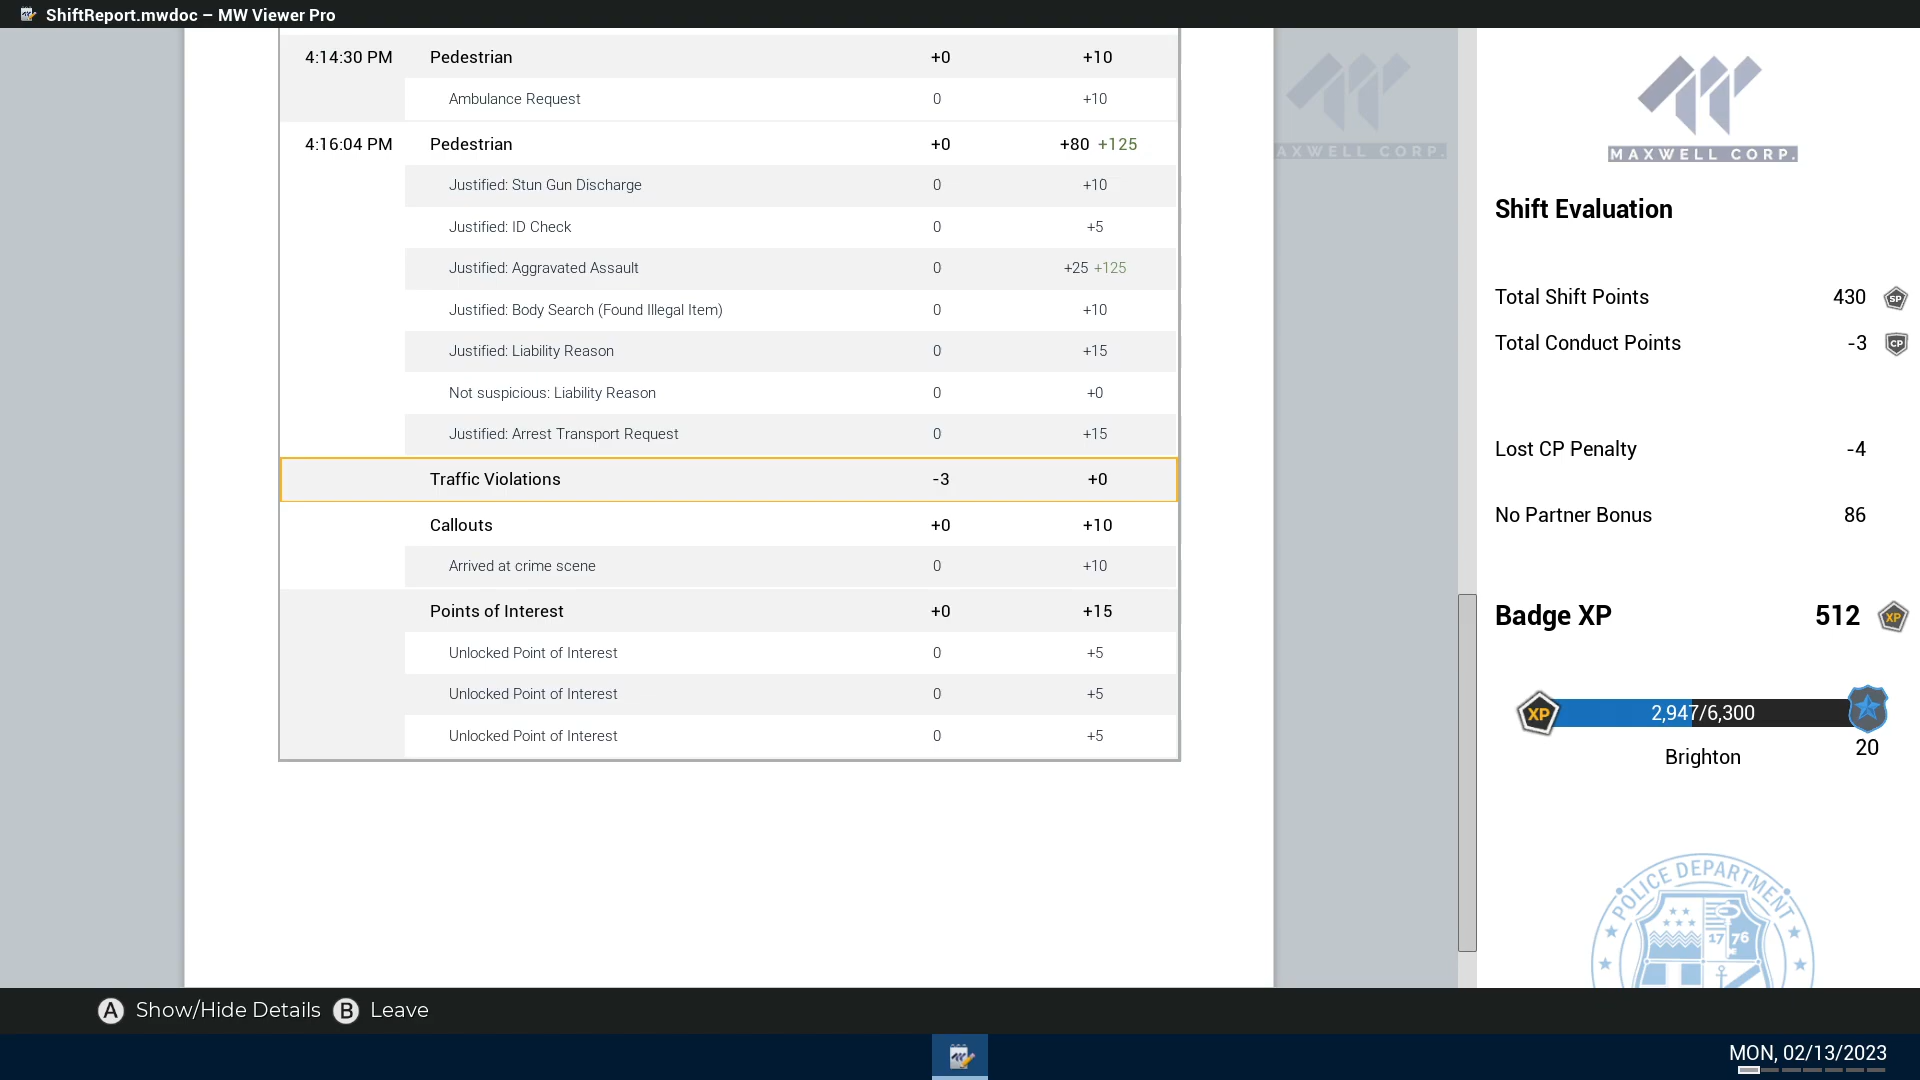 ShiftReport.mwdoc – MW Viewer Pro
4:14:30 PM Pedestrian +0 +10
Ambulance Request 0 +10
4:16:04 PM Pedestrian +0 +80 +125
Justified: Stun Gun Discharge 0 +10
Justified: ID Check 0 +5
Justified: Aggravated Assault 0 +25 +125
Justified: Body Search (Found Illegal Item) 0 +10
Justified: Liability Reason 0 +15
Not suspicious: Liability Reason 0 +0
Justified: Arrest Transport Request 0 +15
Traffic Violations -3 +0
Callouts +0 +10
Arrived at crime scene 0 +10
Points of Interest +0 +15
Unlocked Point of Interest 0 +5
Unlocked Point of Interest 0 +5
Unlocked Point of Interest 0 +5
AXWELL CORP.
MAXWELL CORP.
Shift Evaluation
Total Shift Points 430 SP
Total Conduct Points -3 CP
Lost CP Penalty -4
No Partner Bonus 86
Badge XP 512 XP
XP 2,947/6,300
20
Brighton
POLICE DEPARTMENT
17 76
A Show/Hide Details B Leave
MON, 02/13/2023